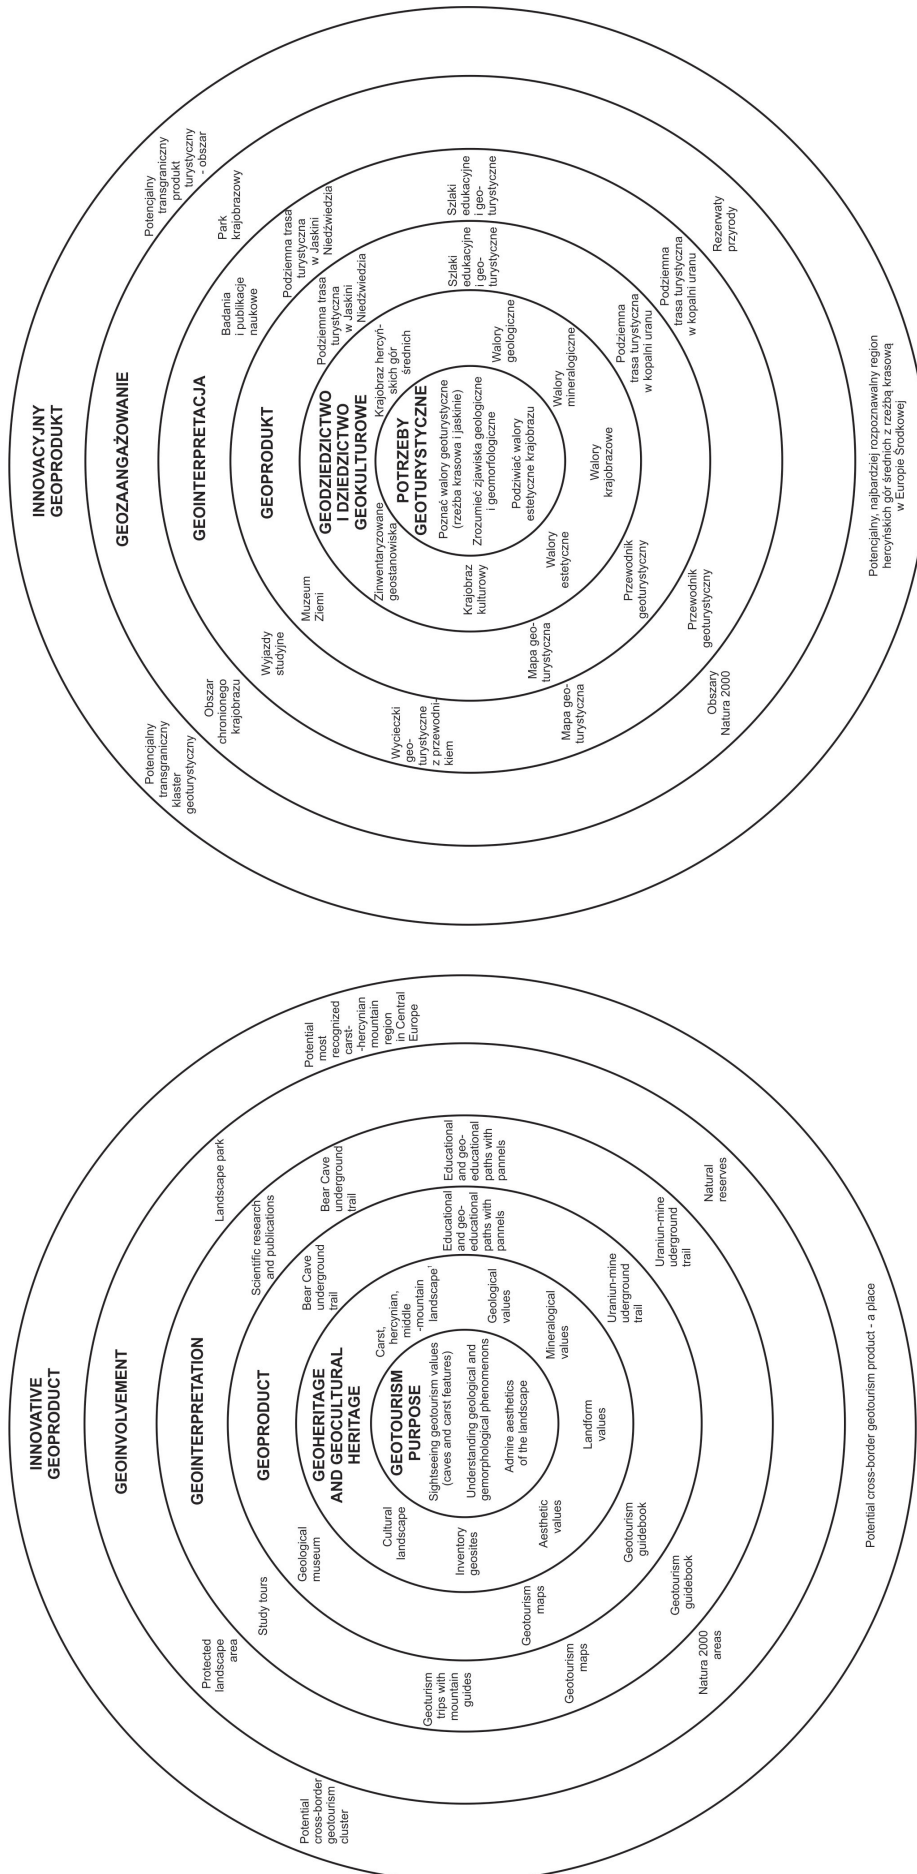 INNOVATIVE
GEOPRODUCT
GEOINVOLVEMENT
GEOINTERPRETATION
GEOPRODUCT
GEOHERITAGE
AND GEOCULTURAL
HERITAGE
GEOTOURISM
PURPOSE
Sightseeing geotourism values
(caves and carst features)
Understanding geological and
gemorphological phenomenons
Admire aesthetics
of the landscape
Cultural
landscape
Inventory
geosites
Aesthetic
values
Landform
values
Mineralogical
values
Geological
values
Carst,
hercynian,
middle
-mountain
landscape¹
Geological
museum
Geotourism
maps
Geotourism
guidebook
Uraniun-mine
uderground
trail
Educational
and geo-
educational
paths with
pannels
Bear Cave
underground
trail
Study tours
Geoturism
trips with
mountain
guides
Geotourism
maps
Geotourism
guidebook
Uraniun-mine
uderground
trail
Educational
and geo-
educational
paths with
pannels
Bear Cave
underground
trail
Scientific research
and publications
Protected
landscape
area
Natura 2000
areas
Natural
reserves
Landscape park
Potential
cross-border
geotourism
cluster
Potential cross-border geotourism product - a place
Potential
most
recognized
carst-
-hercynian
mountain
region
in Central
Europe
INNOWACYJNY
GEOPRODUKT
GEOZAANGAŻOWANIE
GEOINTERPRETACJA
GEOPRODUKT
GEODZIEDZICTWO
I DZIEDZICTWO
GEOKULTUROWE
POTRZEBY
GEOTURYSTYCZNE
Poznać walory geoturystyczne
(rzeźba krasowa i jaskinie)
Zrozumieć zjawiska geologiczne
i geomorfologiczne
Podziwiać walory
estetyczne krajobrazu
Zinwentaryzowane
geostanowiska
Krajobraz
kulturowy
Walory
estetyczne
Walory
krajobrazowe
Walory
mineralogiczne
Walory
geologiczne
Krajobraz hercyń-
skich gór
średnich
Muzeum
Ziemi
Mapa geo-
turystyczna
Przewodnik
geoturystyczny
Podziemna
trasa turystyczna
w kopalni uranu
Szlaki
edukacyjne
i geo-
turystyczne
Podziemna trasa
turystyczna
w Jaskini
Niedźwiedzia
Wyjazdy
studyjne
Wycieczki
geo-
turystyczne
z przewodni-
kiem
Mapa geo-
turystyczna
Przewodnik
geoturystyczny
Podziemna
trasa turystyczna
w kopalni uranu
Szlaki
edukacyjne
i geo-
turystyczne
Podziemna trasa
turystyczna
w Jaskini
Niedźwiedzia
Badania
i publikacje
naukowe
Obszar
chronionego
krajobrazu
Obszary
Natura 2000
Rezerwaty
przyrody
Park
krajobrazowy
Potencjalny
transgraniczny
klaster
geoturystyczny
Potencjalny, najbardziej rozpoznawalny region
hercyńskich gór średnich z rzeźbą krasową
w Europie Środkowej
Potencjalny
transgraniczny
produkt
turystyczny
- obszar